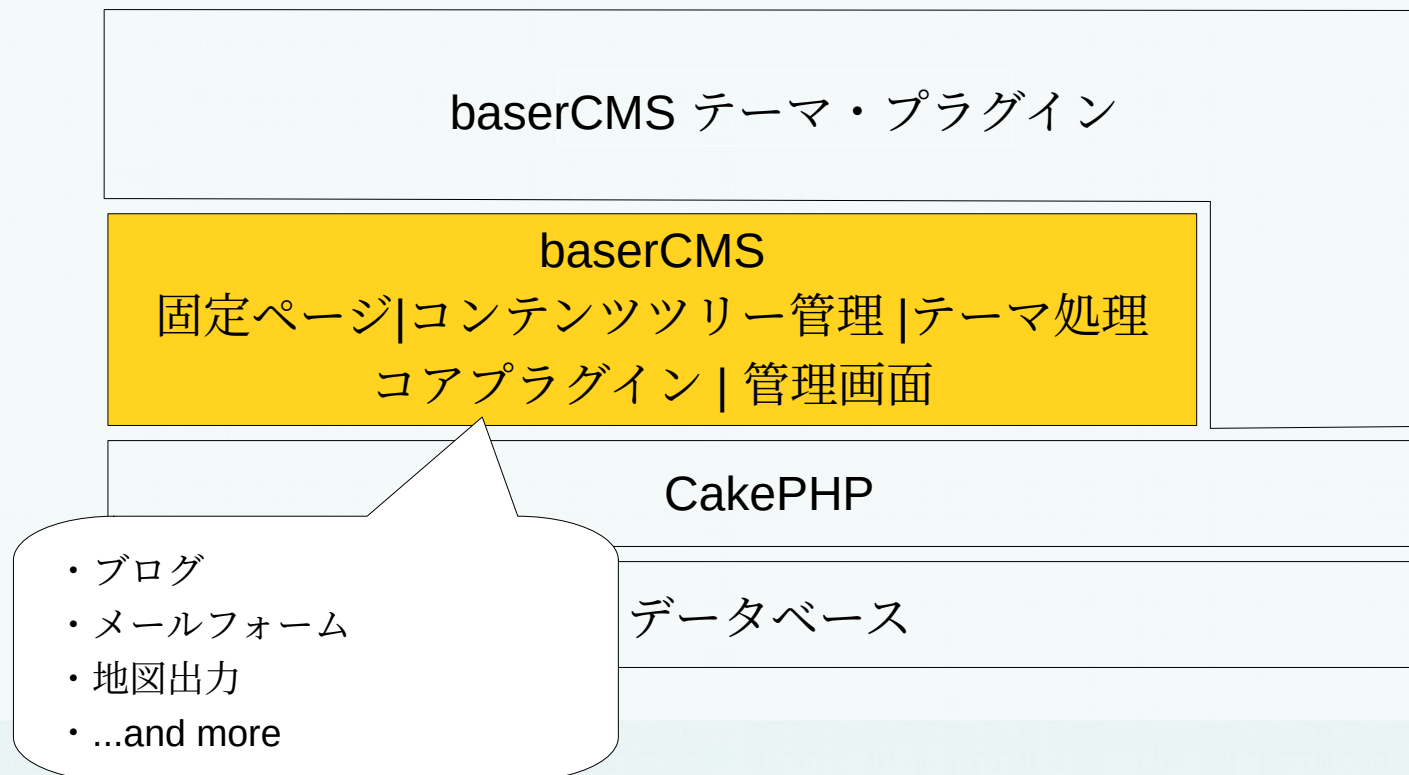 baserCMS テーマ・プラグイン
baserCMS
固定ページ|コンテンツツリー管理 |テーマ処理
コアプラグイン | 管理画面
CakePHP
データベース
・ブログ
・メールフォーム
・地図出力
・...and more